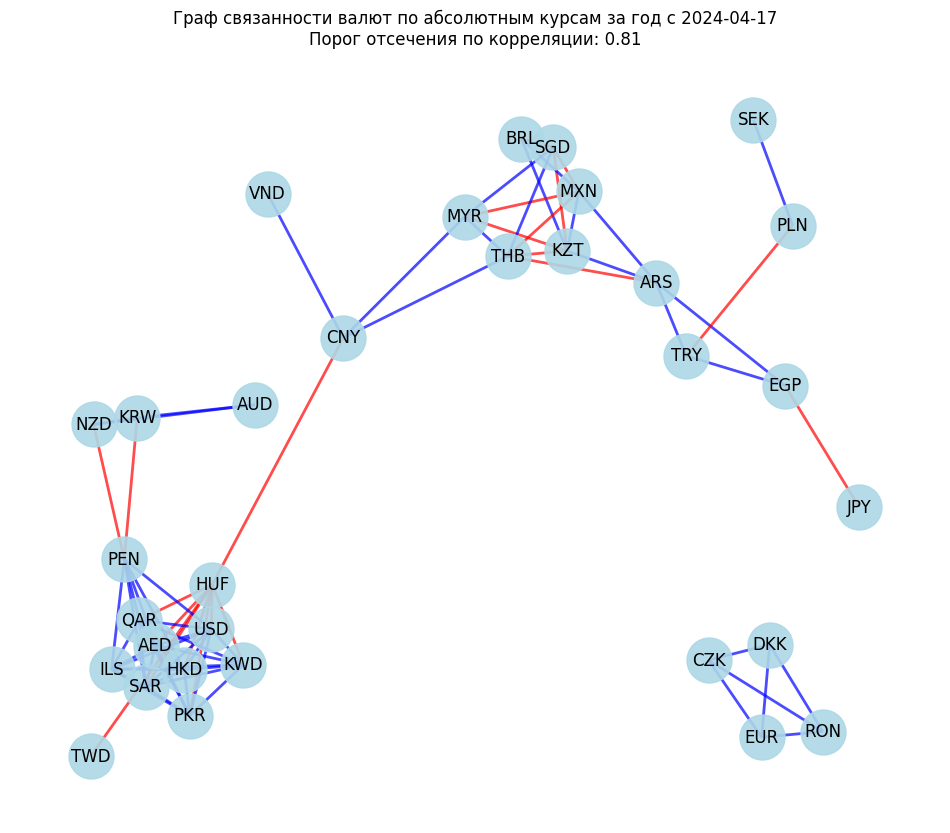 Граф связанности валют по абсолютным курсам за год с 2024-04-17
Порог отсечения по корреляции: 0.81
SEK
BRL
SGD
MXN
VND
MYR
PLN
THB
KZT
ARS
CNY
TRY
EGP
AUD
KRW
NZD
JPY
PEN
HUF
QAR
USD
AED
DKK
CZK
ILS
HKD
KWD
SAR
PKR
EUR
RON
TWD